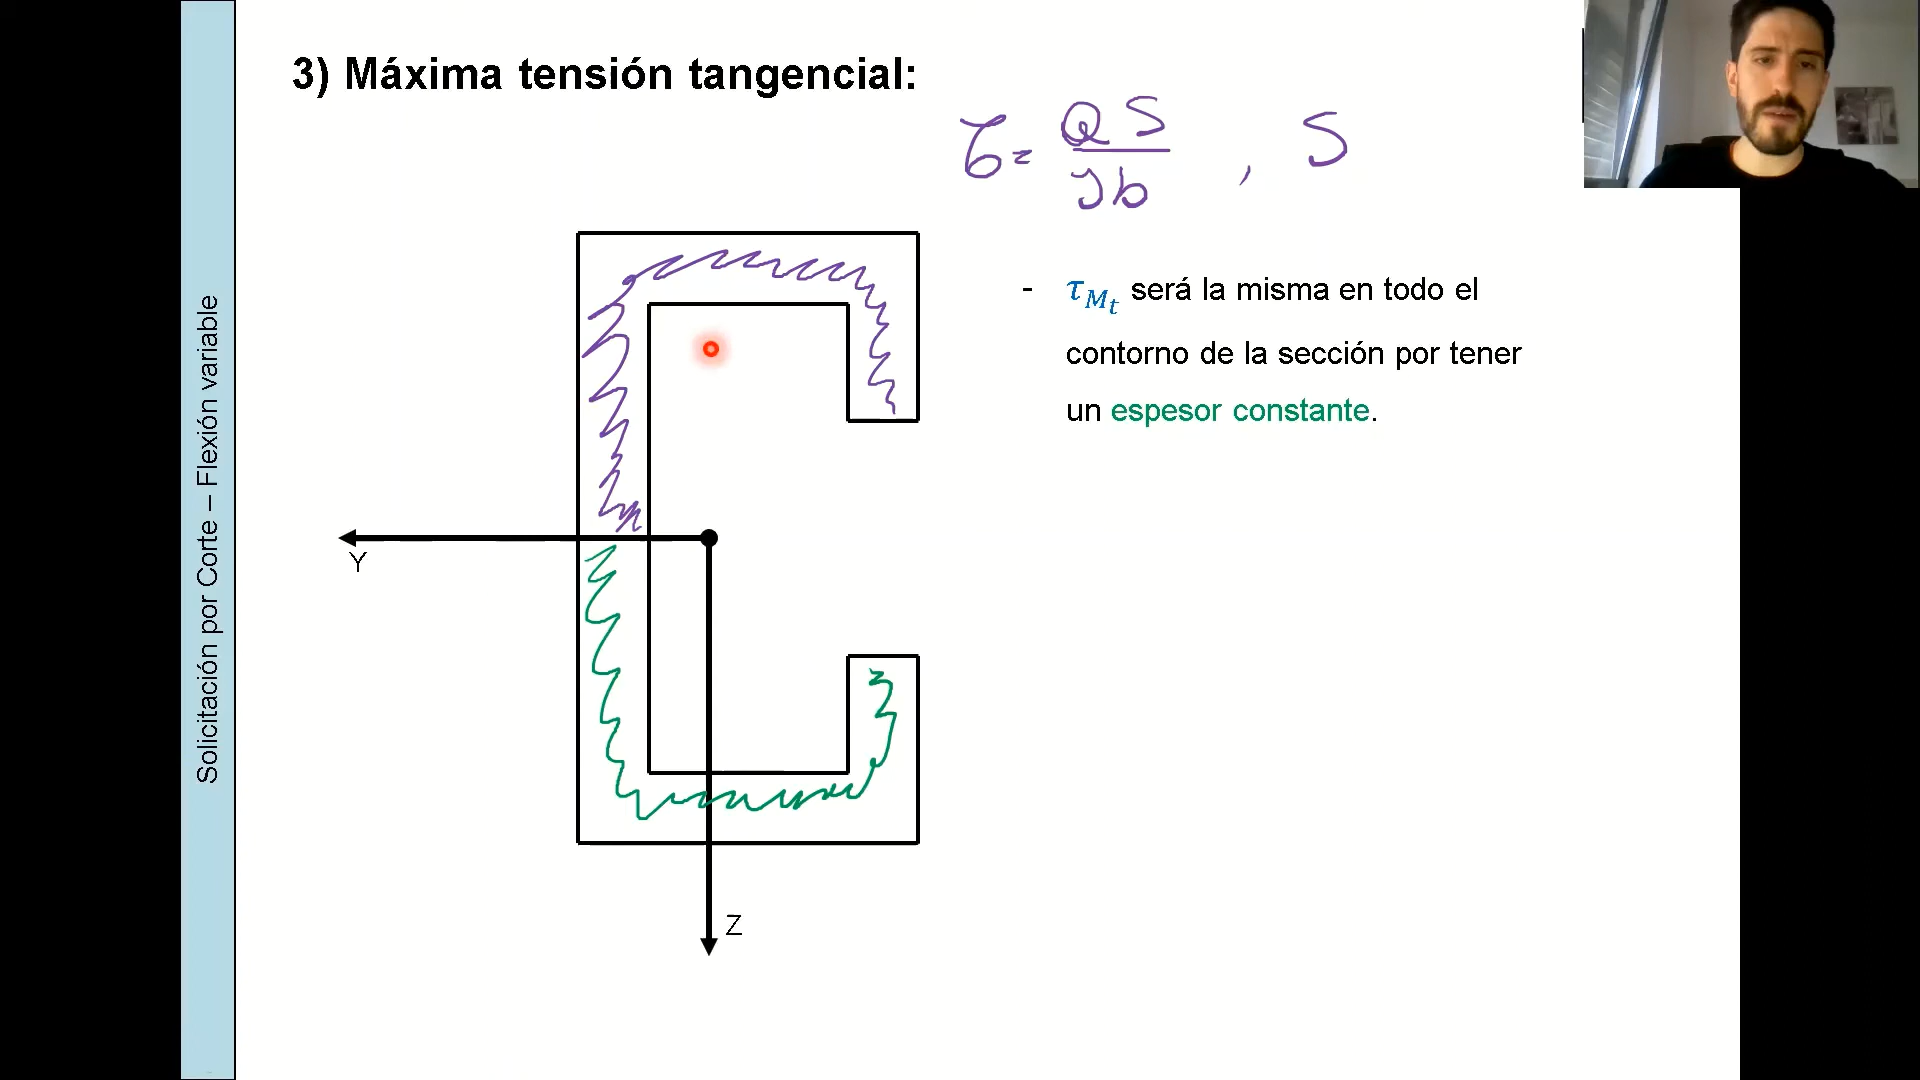 Solicitación por Corte – Flexión variable
3) Máxima tensión tangencial:
τ = QS / Jb , S
- τ_{M_t} será la misma en todo el
contorno de la sección por tener
un espesor constante.
Y
Z